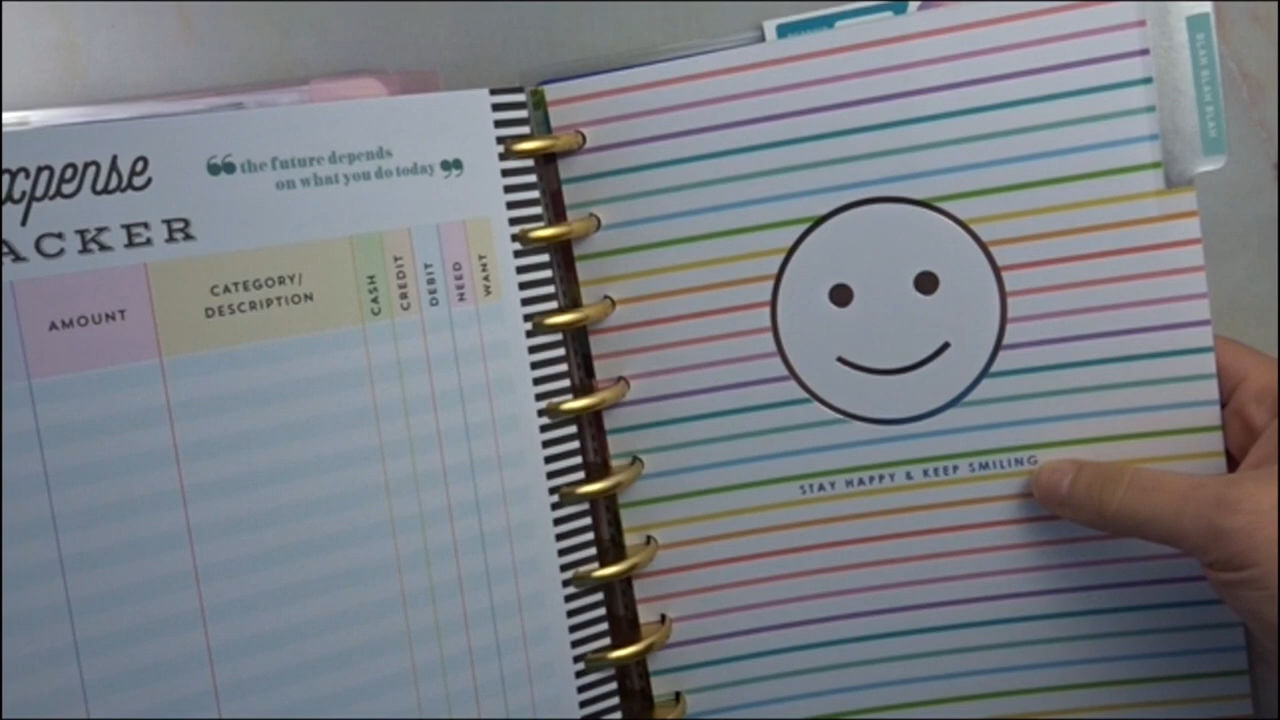 xpense
ACKER
“the future depends
on what you do today”
AMOUNT
CATEGORY/
DESCRIPTION
CASH
CREDIT
DEBIT
NEED
WANT
STAY HAPPY & KEEP SMILING
BLAH BLAH BLAH